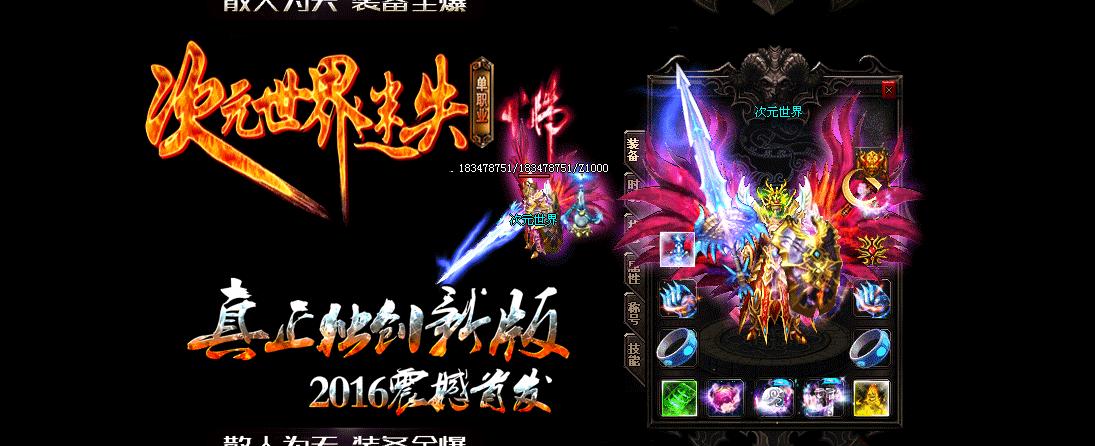 散人为天 装备全爆
次元世界迷失
单职业
183478751/183478751/Z1000
次元世界
真正独创新版
2016震撼首发
次元世界
装备
时
属性
称号
技能
散人为天 装备全爆